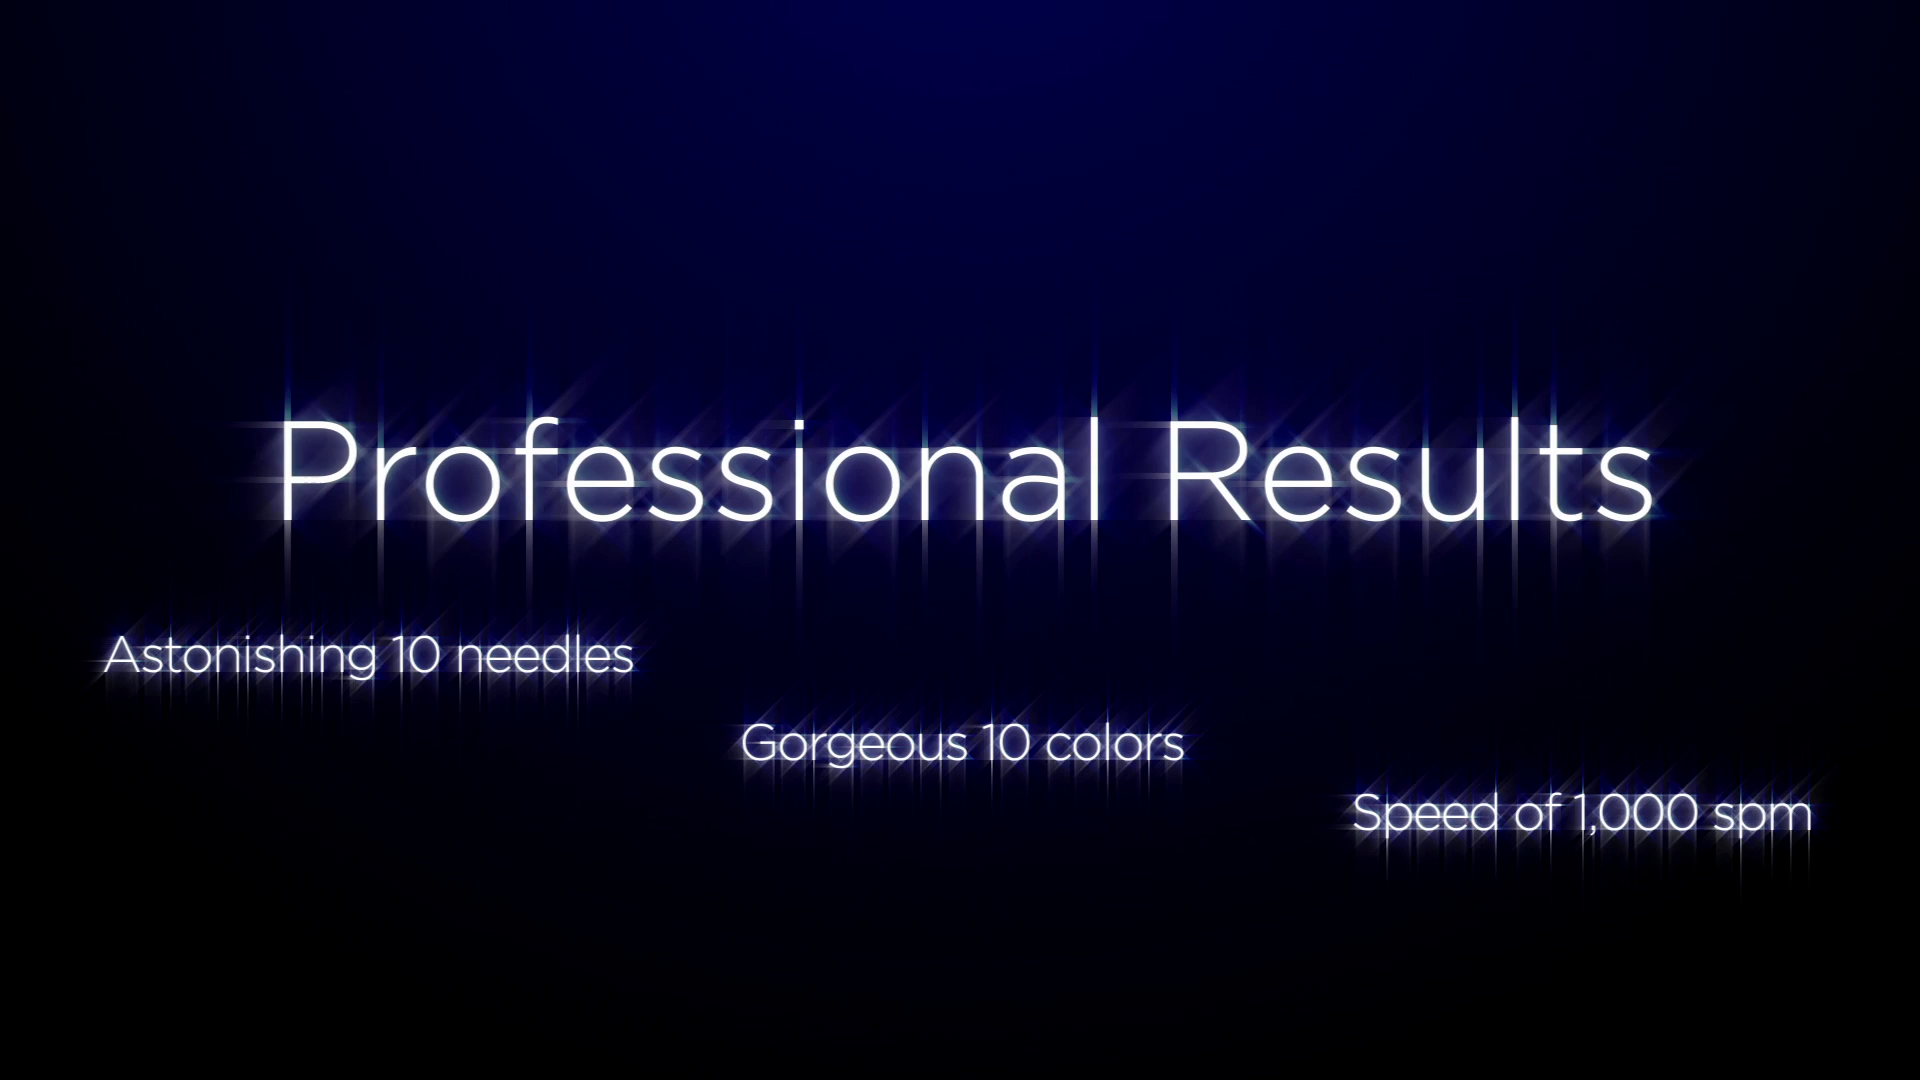 Professional Results
Astonishing 10 needles
Gorgeous 10 colors
Speed of 1,000 spm